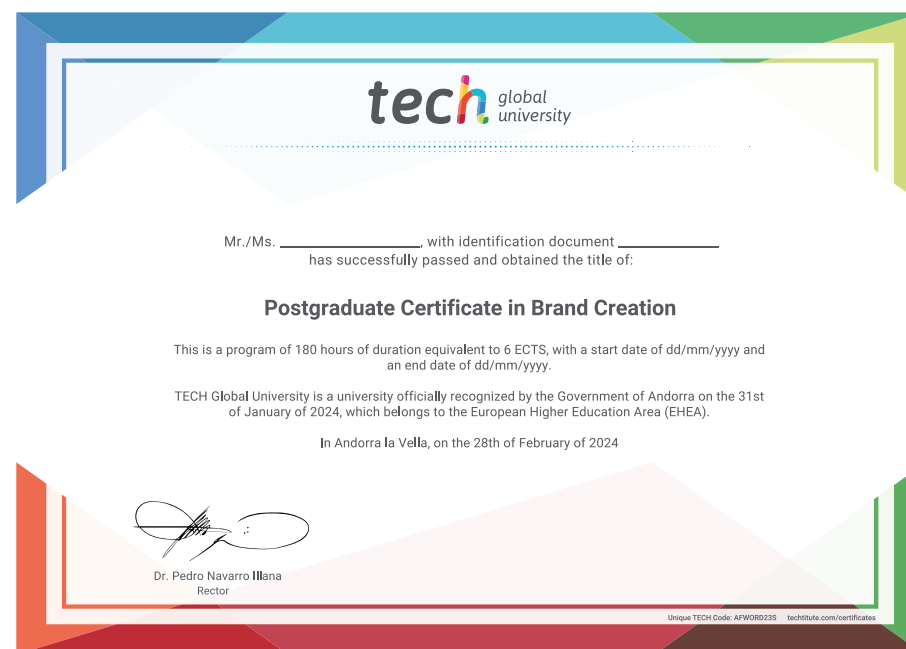 tech global university
Mr./Ms. ____________, with identification document ____________
has successfully passed and obtained the title of:
Postgraduate Certificate in Brand Creation
This is a program of 180 hours of duration equivalent to 6 ECTS, with a start date of dd/mm/yyyy and
an end date of dd/mm/yyyy.
TECH Global University is a university officially recognized by the Government of Andorra on the 31st
of January of 2024, which belongs to the European Higher Education Area (EHEA).
In Andorra la Vella, on the 28th of February of 2024
Dr. Pedro Navarro Illana
Rector
Unique TECH Code: AFWORD23S techtitute.com/certificates